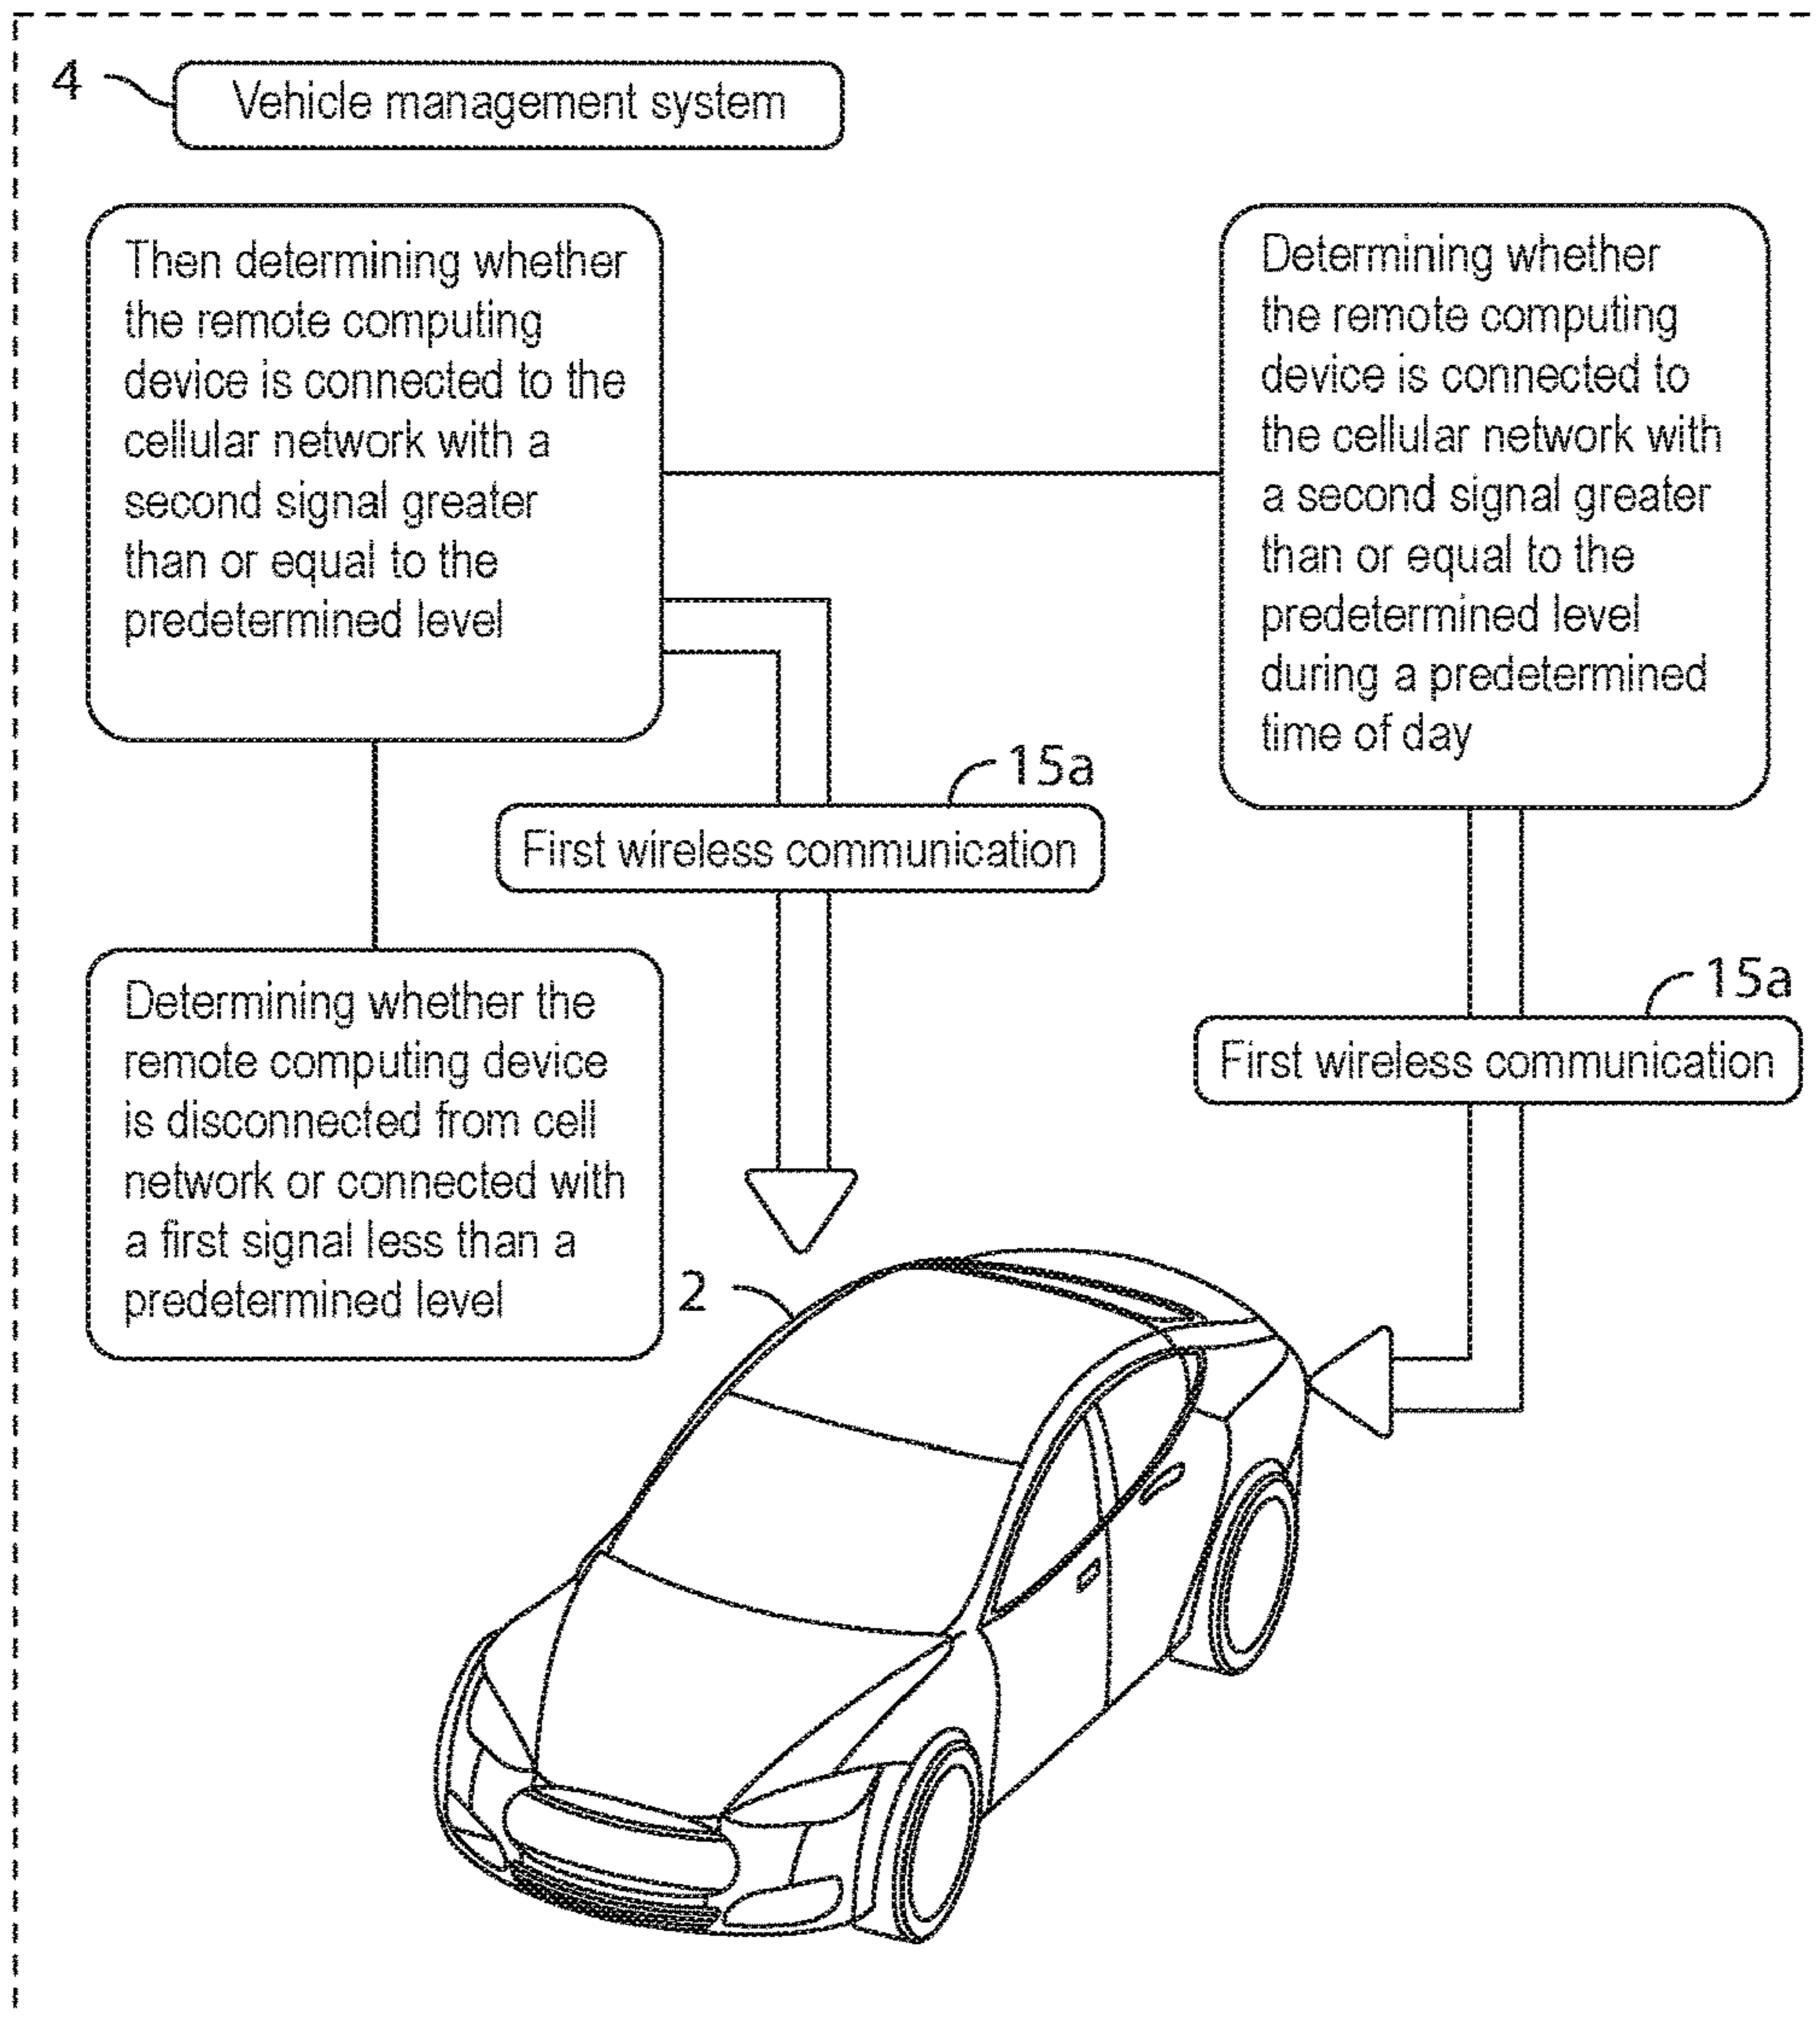 4
Vehicle management system
Then determining whether
the remote computing
device is connected to the
cellular network with a
second signal greater
than or equal to the
predetermined level
Determining whether
the remote computing
device is connected to
the cellular network with
a second signal greater
than or equal to the
predetermined level
during a predetermined
time of day
15a
First wireless communication
15a
First wireless communication
Determining whether the
remote computing device
is disconnected from cell
network or connected with
a first signal less than a
predetermined level
2